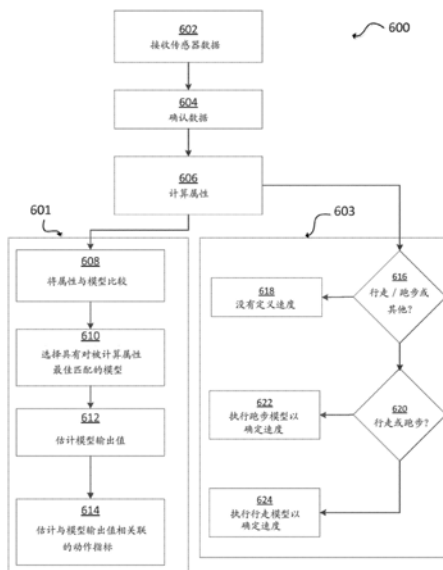 602
接收传感器数据
600
604
确认数据
606
计算属性
601
603
608
将属性与模型比较
610
选择具有对被计算属性
最佳匹配的模型
612
估计模型输出值
614
估计与模型输出值相关联
的动作指标
616
行走/跑步或
其他?
618
没有定义速度
620
行走或跑步?
622
执行跑步模型以
确定速度
624
执行行走模型以
确定速度